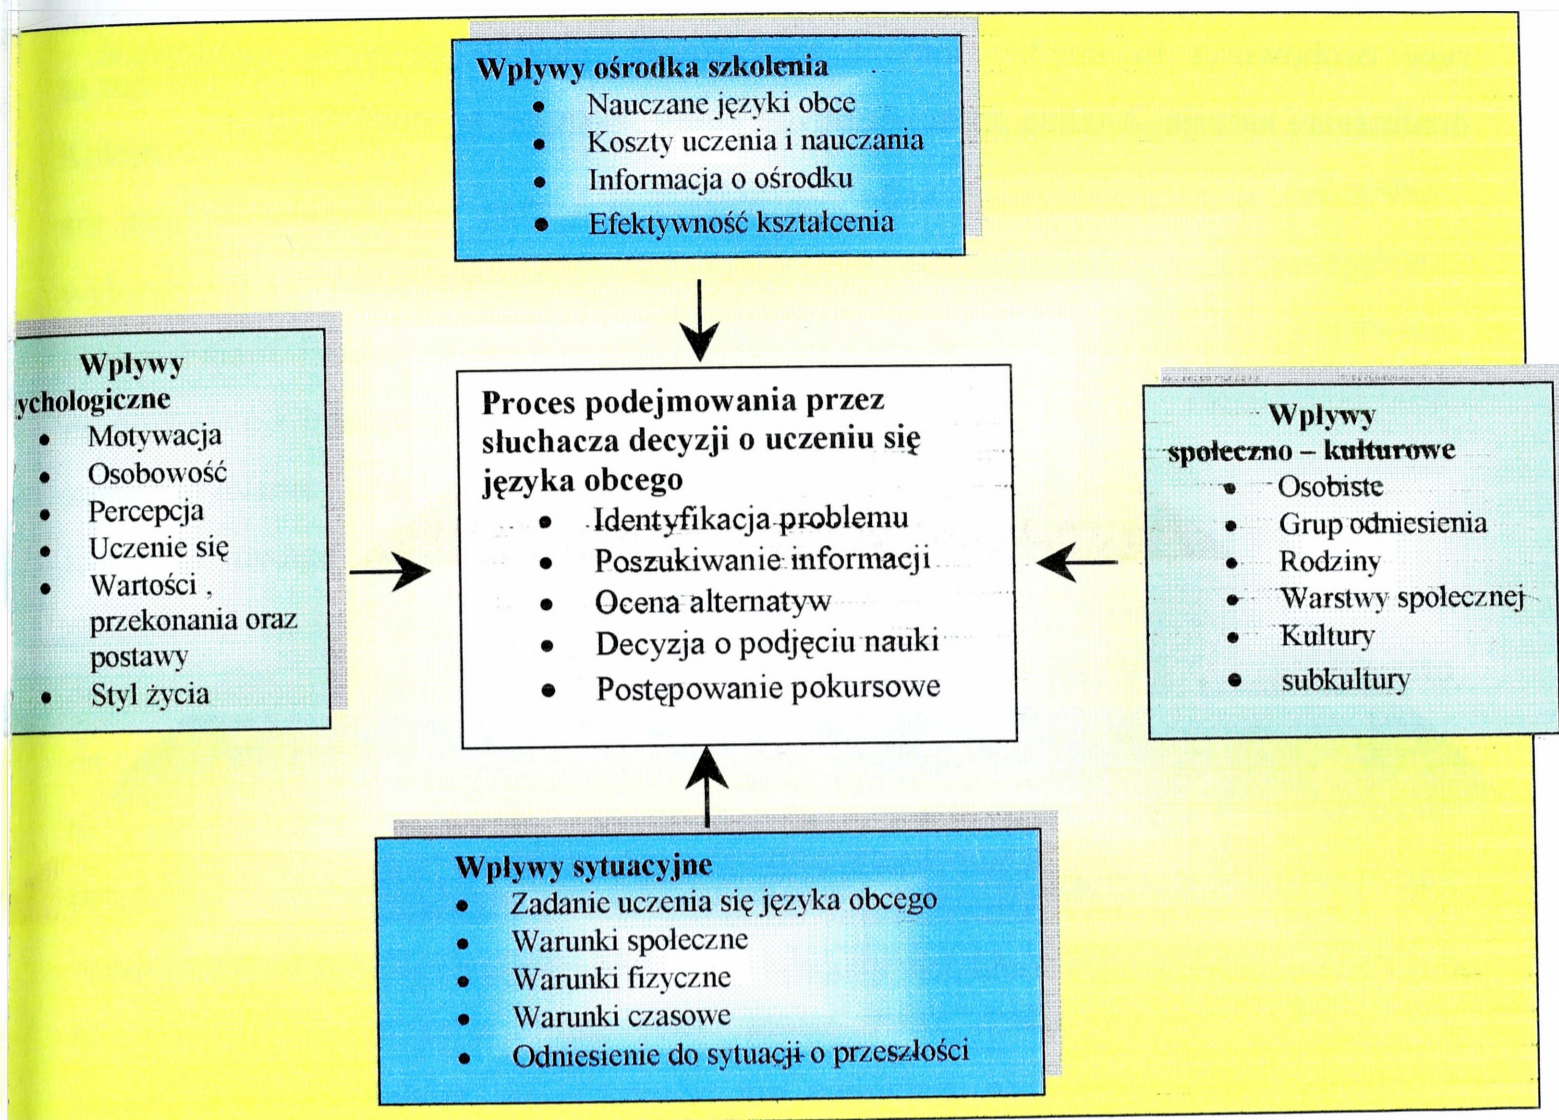 Wpływy ośrodka szkolenia
• Nauczane języki obce
• Koszty uczenia i nauczania
• Informacja o ośrodku
• Efektywność kształcenia
Wpływy
ychologiczne
• Motywacja
• Osobowość
• Percepcja
• Uczenie się
• Wartości ,
przekonania oraz
postawy
• Styl życia
Proces podejmowania przez
słuchacza decyzji o uczeniu się
języka obcego
• Identyfikacja problemu
• Poszukiwanie informacji
• Ocena alternatyw
• Decyzja o podjęciu nauki
• Postępowanie pokursowe
Wpływy
społeczno – kulturowe
• Osobiste
• Grup odniesienia
• Rodziny
• Warstwy społecznej
• Kultury
• subkultury
Wpływy sytuacyjne
• Zadanie uczenia się języka obcego
• Warunki społeczne
• Warunki fizyczne
• Warunki czasowe
• Odniesienie do sytuacji o przeszłości